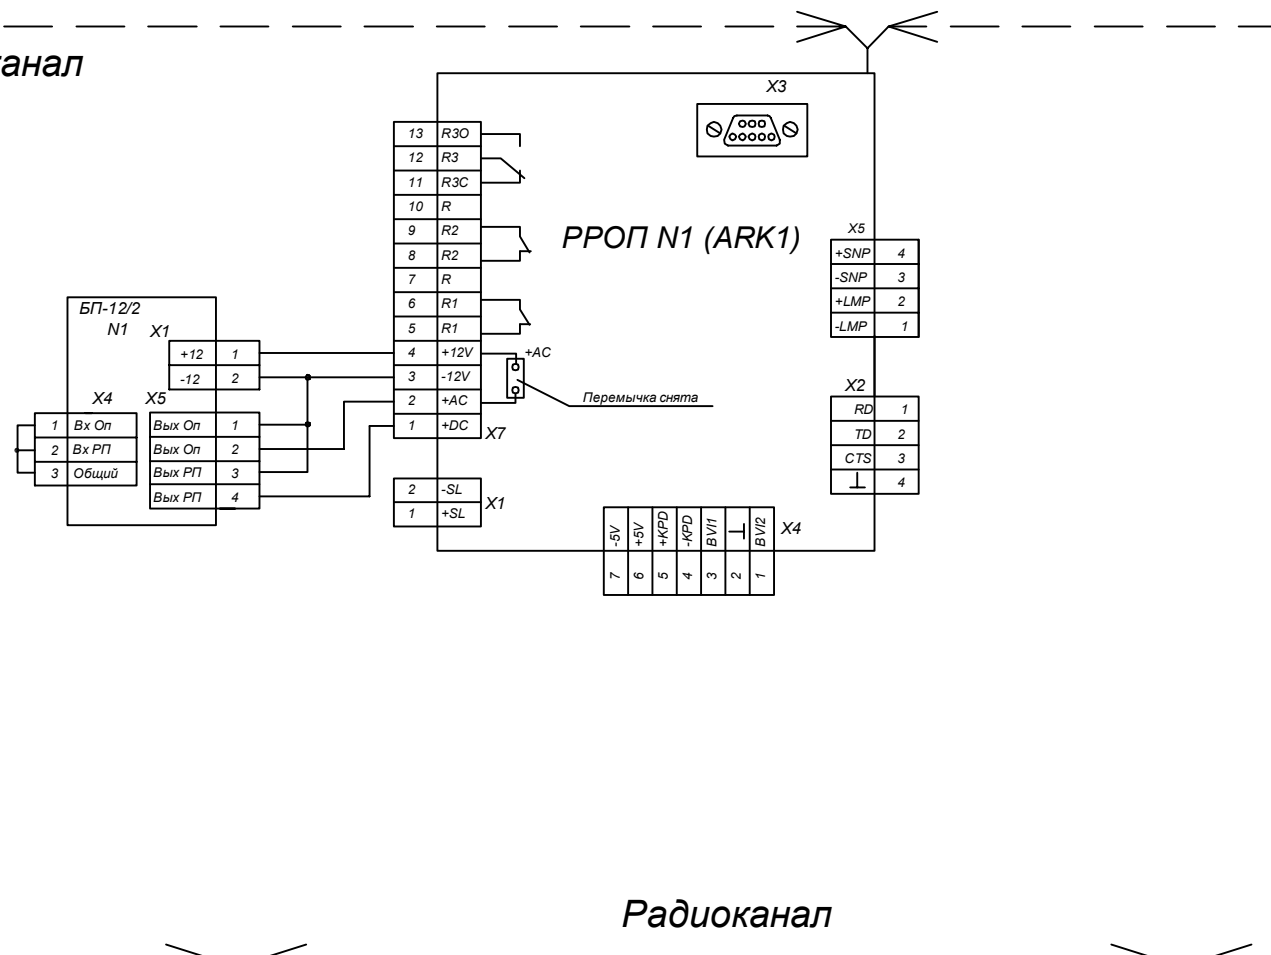 канал
X3
13 R3O
12 R3
11 R3C
10 R
9 R2
8 R2
7 R
6 R1
5 R1
4 +12V
3 -12V
2 +AC
1 +DC
X7
+AC
Перемычка снята
РРОП N1 (ARK1)
X5
+SNP 4
-SNP 3
+LMP 2
-LMP 1
X2
RD 1
TD 2
CTS 3
4
БП-12/2
N1
X1
+12 1
-12 2
X4
1 Вх Оп
2 Вх РП
3 Общий
X5
Вых Оп 1
Вых Оп 2
Вых РП 3
Вых РП 4
2 -SL
1 +SL
X1
-5V 7
+5V 6
+KPD 5
-KPD 4
BVI1 3
2
BVI2 1
X4
Радиоканал